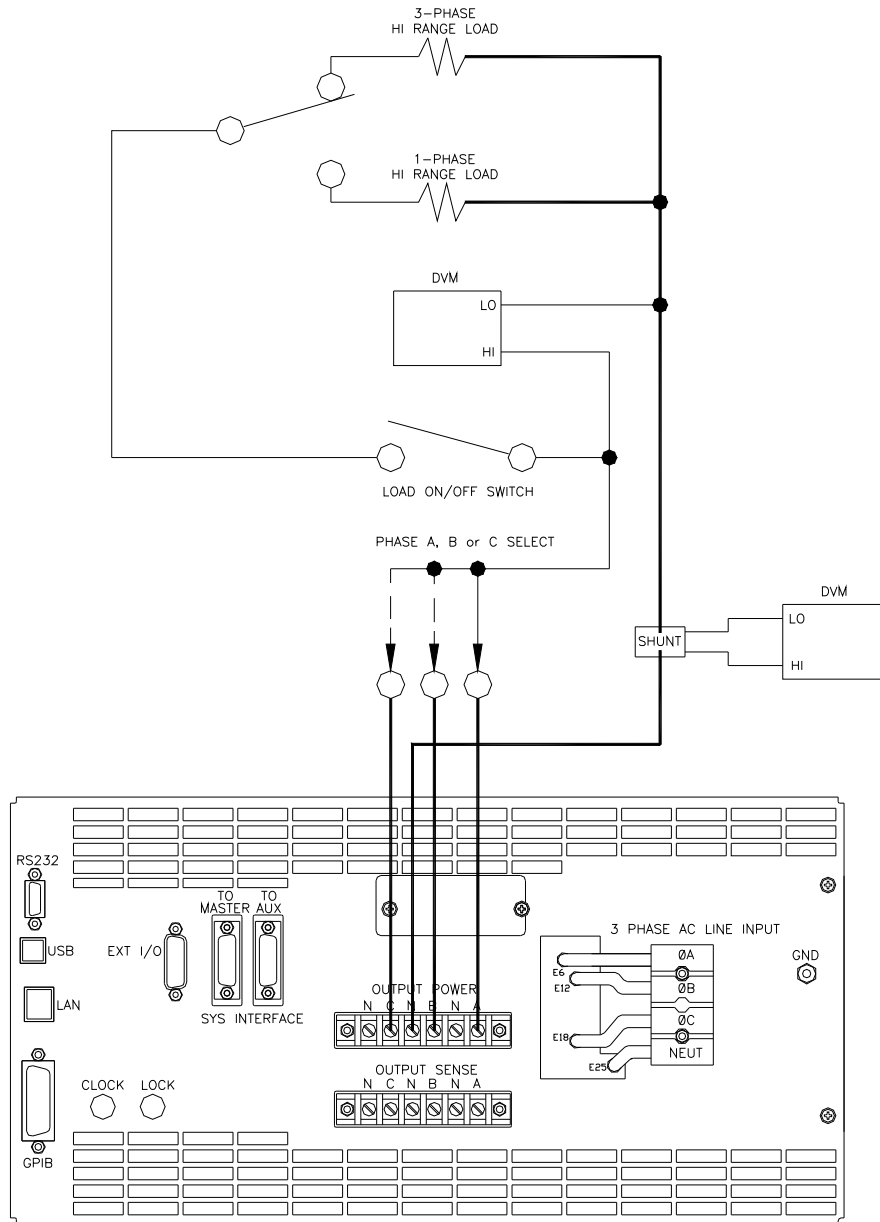 3-PHASE
HI RANGE LOAD
1-PHASE
HI RANGE LOAD
DVM
LO
HI
LOAD ON/OFF SWITCH
PHASE A, B or C SELECT
DVM
LO
SHUNT
HI
RS232
TO TO
MASTER AUX
3 PHASE AC LINE INPUT
USB
EXT I/O
ØA
GND
E6
E12
ØB
OUTPUT POWER
LAN
N C N B N A
SYS INTERFACE
ØC
E18
NEUT
E25
OUTPUT SENSE
N C N B N A
CLOCK LOCK
GPIB